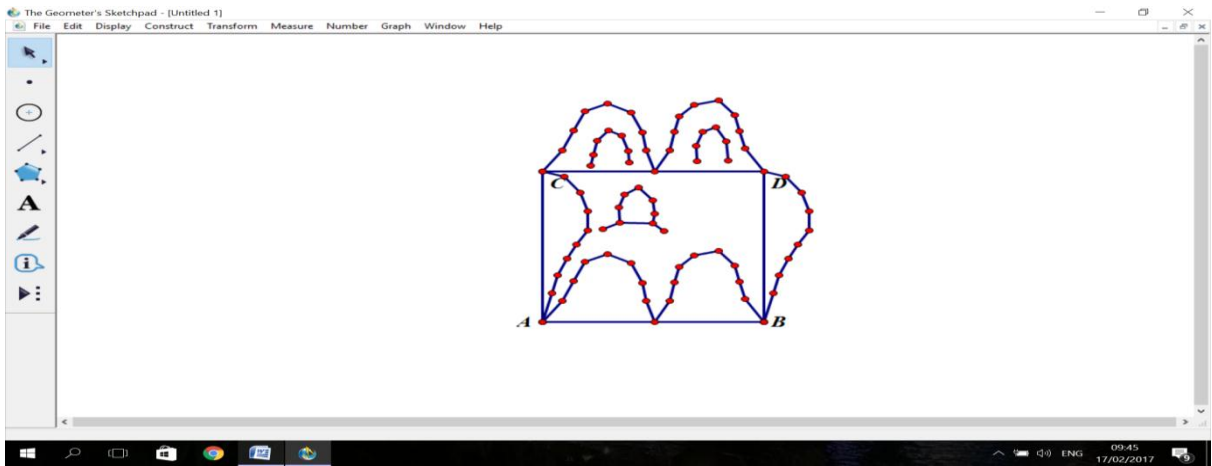 The Geometer's Sketchpad - [Untitled 1]
File Edit Display Construct Transform Measure Number Graph Window Help
A
C
D
A
B
ENG
09:45
17/02/2017
9